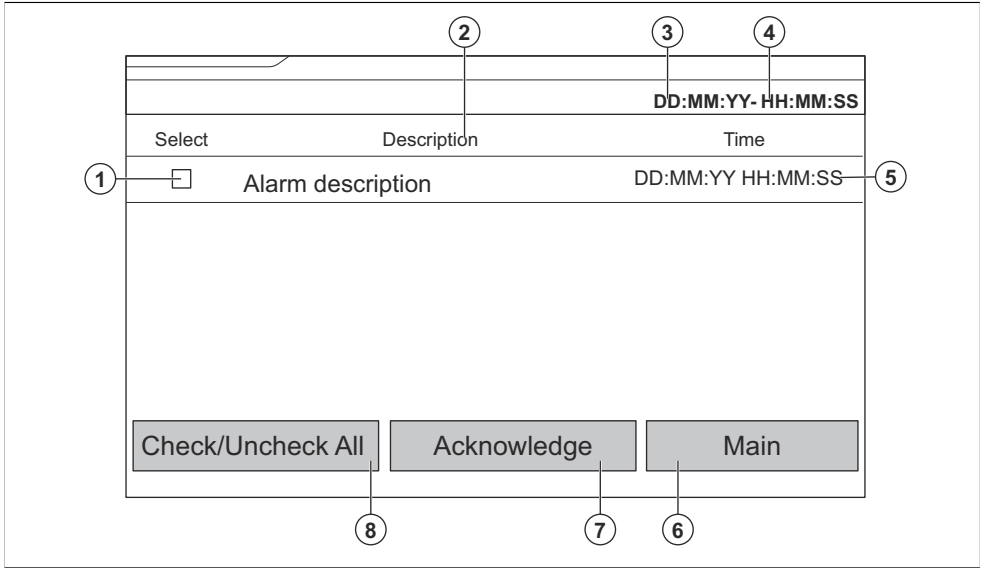 2 3 4
DD:MM:YY- HH:MM:SS
Select Description Time
1 Alarm description DD:MM:YY HH:MM:SS 5
Check/Uncheck All Acknowledge Main
8 7 6